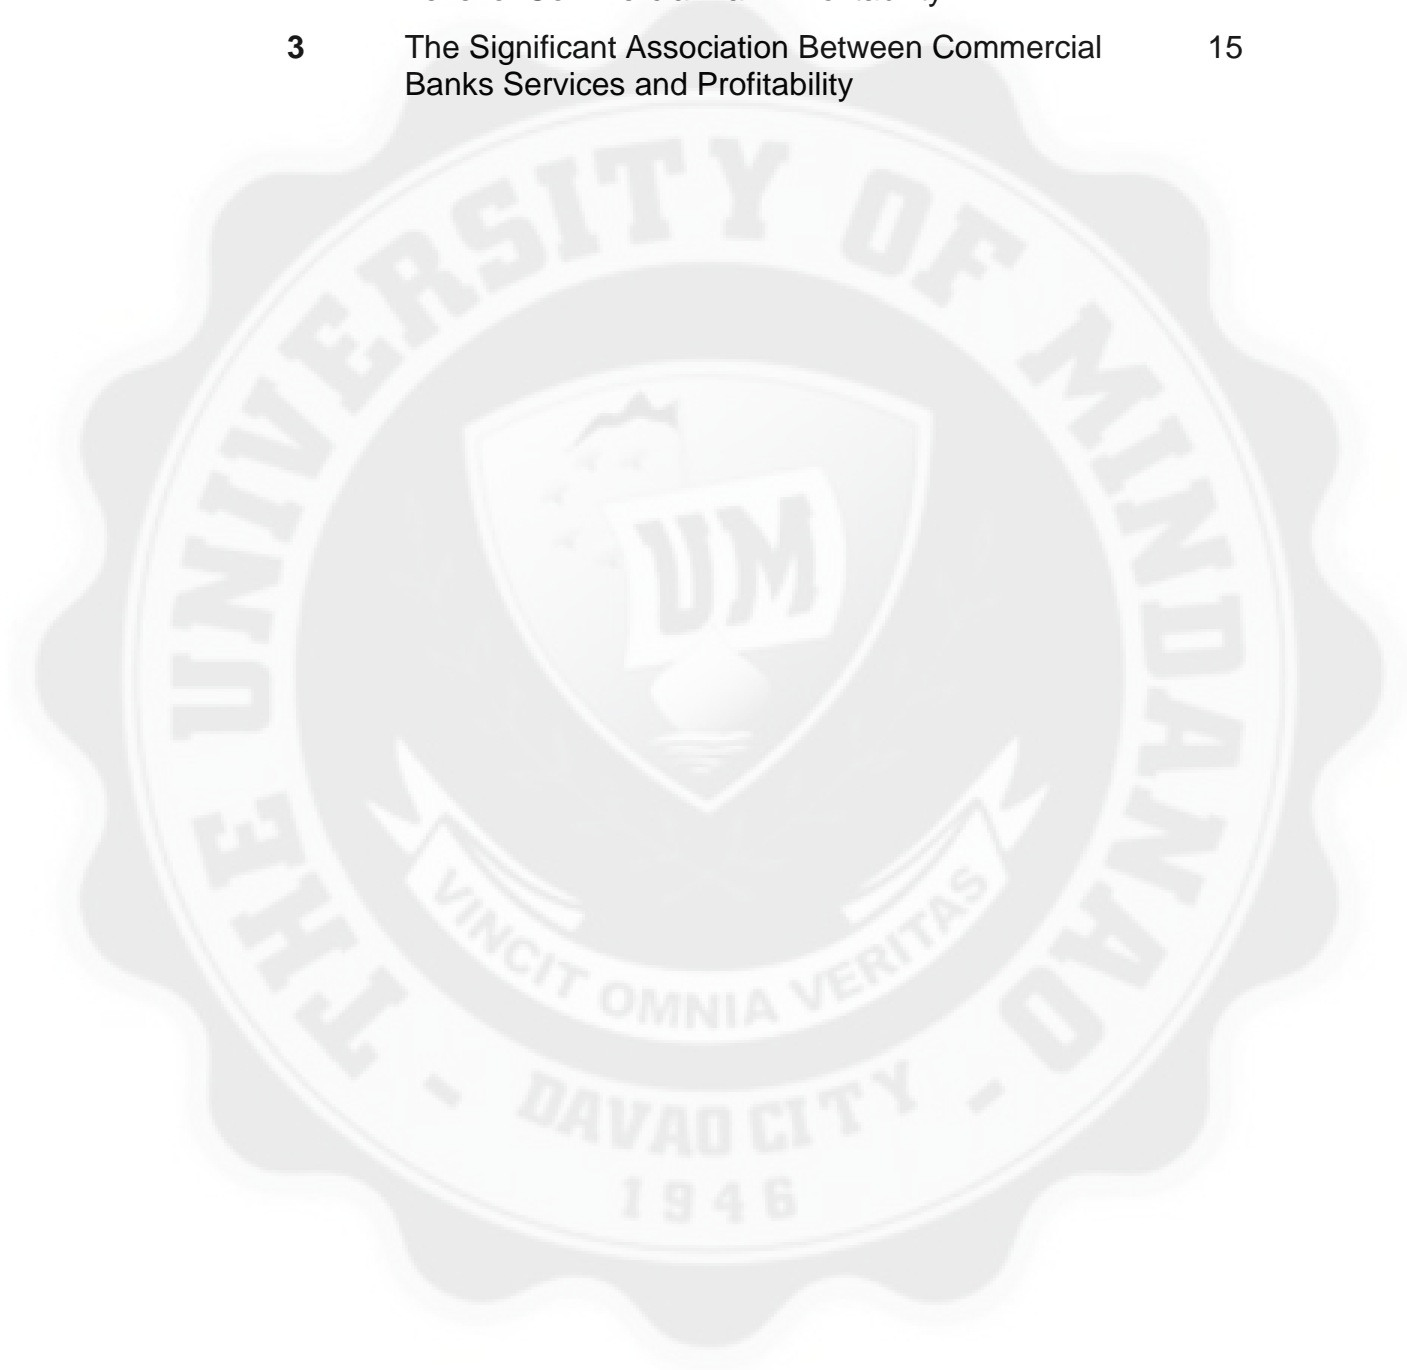 3 The Significant Association Between Commercial 15
Banks Services and Profitability
THE UNIVERSITY OF MINDANAO
UM
VINCIT OMNIA VERITAS
- DAVAO CITY -
1946